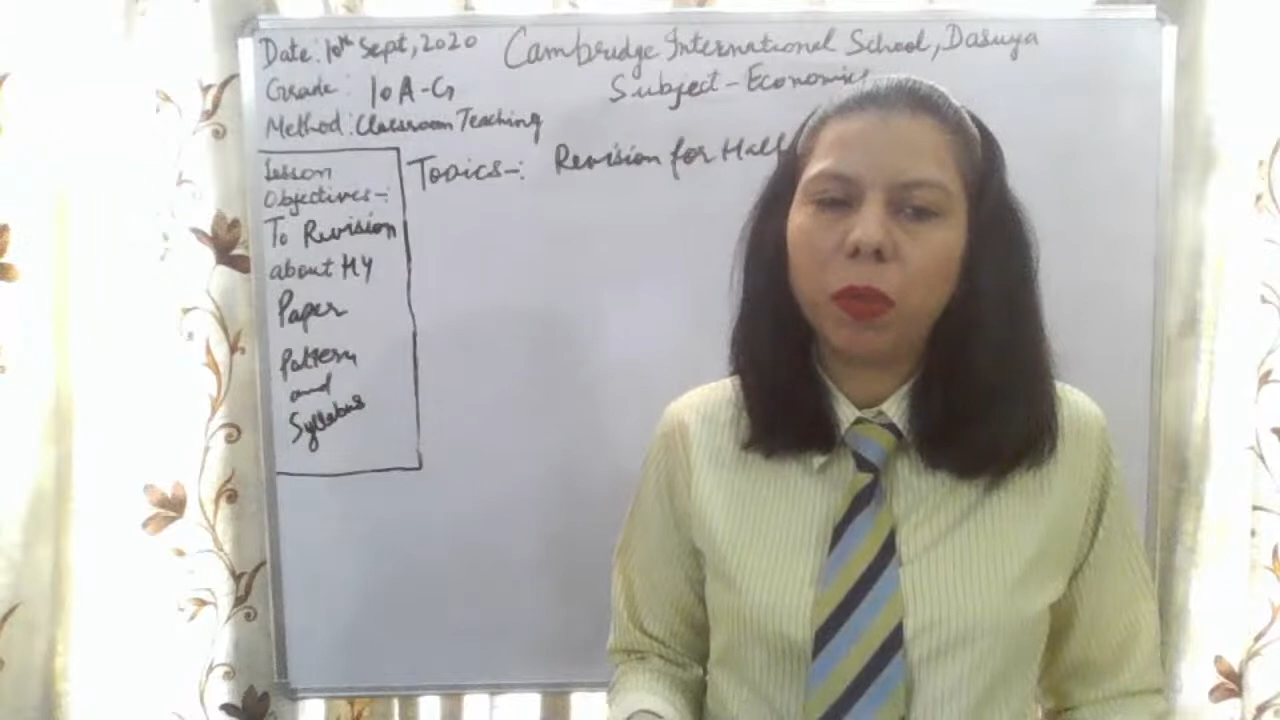 Date: 10th Sept, 2020
Cambridge International School, Dasuya
Grade: 10 A-G
Subject - Economics
Method: Classroom Teaching
Topics-: Revision for Half
Lesson
Objectives-:
To Revision
about HY
Paper
Pattern
and
Syllabus